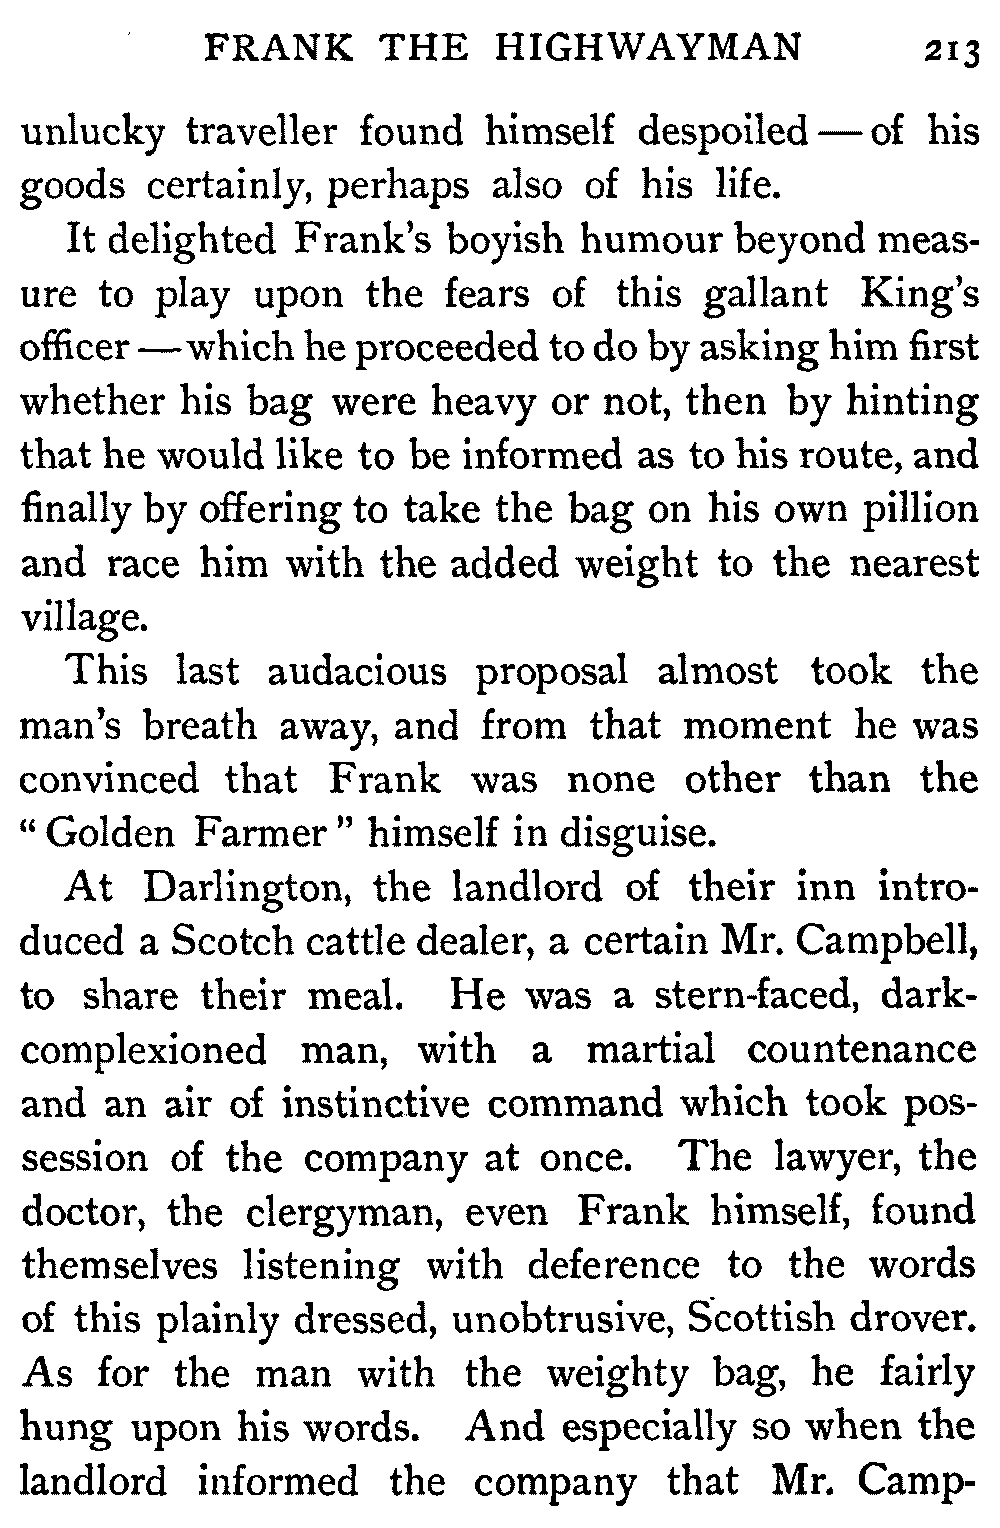 FRANK THE HIGHWAYMAN 213
unlucky traveller found himself despoiled — of his
goods certainly, perhaps also of his life.
It delighted Frank's boyish humour beyond meas-
ure to play upon the fears of this gallant King's
officer — which he proceeded to do by asking him first
whether his bag were heavy or not, then by hinting
that he would like to be informed as to his route, and
finally by offering to take the bag on his own pillion
and race him with the added weight to the nearest
village.
This last audacious proposal almost took the
man's breath away, and from that moment he was
convinced that Frank was none other than the
“Golden Farmer” himself in disguise.
At Darlington, the landlord of their inn intro-
duced a Scotch cattle dealer, a certain Mr. Campbell,
to share their meal. He was a stern-faced, dark-
complexioned man, with a martial countenance
and an air of instinctive command which took pos-
session of the company at once. The lawyer, the
doctor, the clergyman, even Frank himself, found
themselves listening with deference to the words
of this plainly dressed, unobtrusive, Scottish drover.
As for the man with the weighty bag, he fairly
hung upon his words. And especially so when the
landlord informed the company that Mr. Camp-